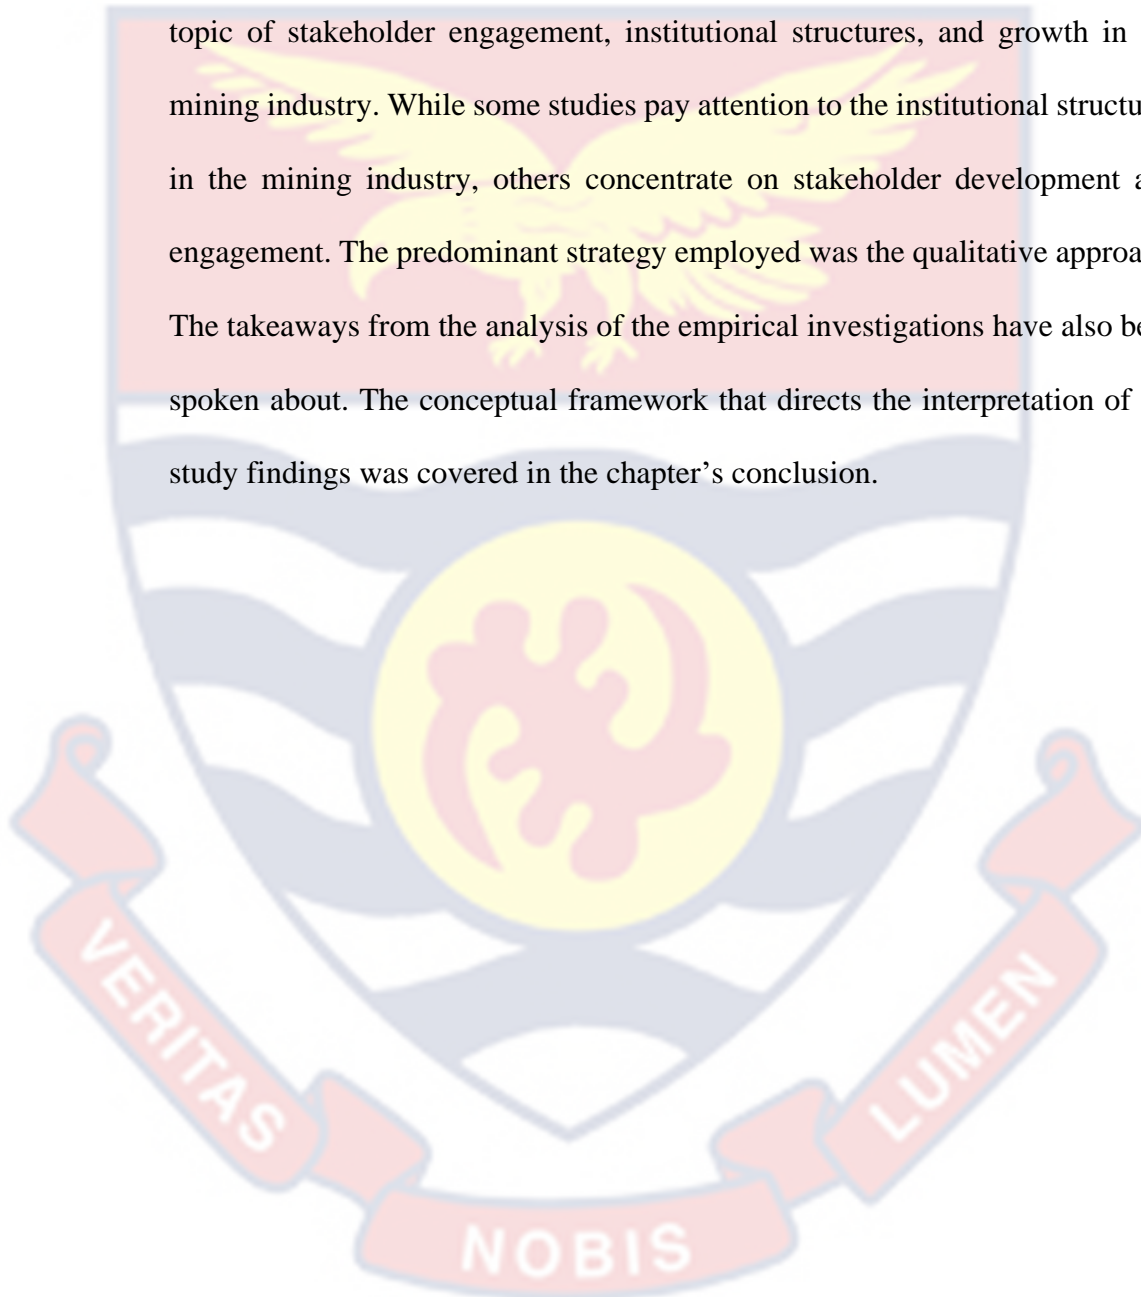 topic of stakeholder engagement, institutional structures, and growth in
mining industry. While some studies pay attention to the institutional
in the mining industry, others concentrate on stakeholder development
engagement. The predominant strategy employed was the qualitative
The takeaways from the analysis of the empirical investigations have also
spoken about. The conceptual framework that directs the interpretation of
study findings was covered in the chapter’s conclusion.
VERITAS
NOBIS
LUMEN